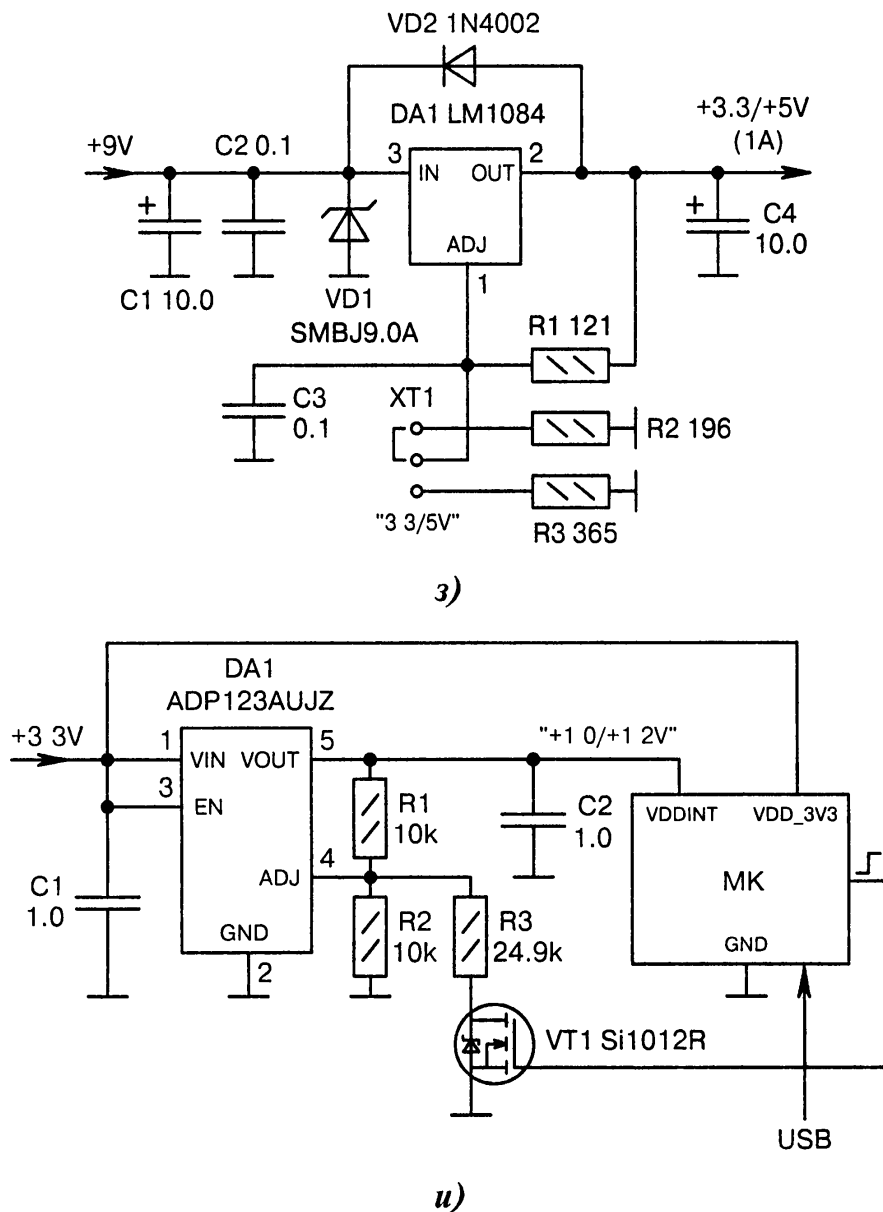 VD2 1N4002
DA1 LM1084
+3.3/+5V
(1A)
+9V
C2 0.1
3
IN
OUT
2
+
+
C4
10.0
ADJ
1
C1 10.0
VD1
SMBJ9.0A
R1 121
C3
0.1
XT1
R2 196
"3 3/5V"
R3 365
з)
DA1
ADP123AUJZ
+3 3V
1
VIN
VOUT
5
"+1 0/+1 2V"
3
EN
R1
10k
C2
1.0
VDDINT
VDD_3V3
4
ADJ
МК
C1
1.0
R2
10k
R3
24.9k
GND
2
GND
VT1 Si1012R
USB
и)